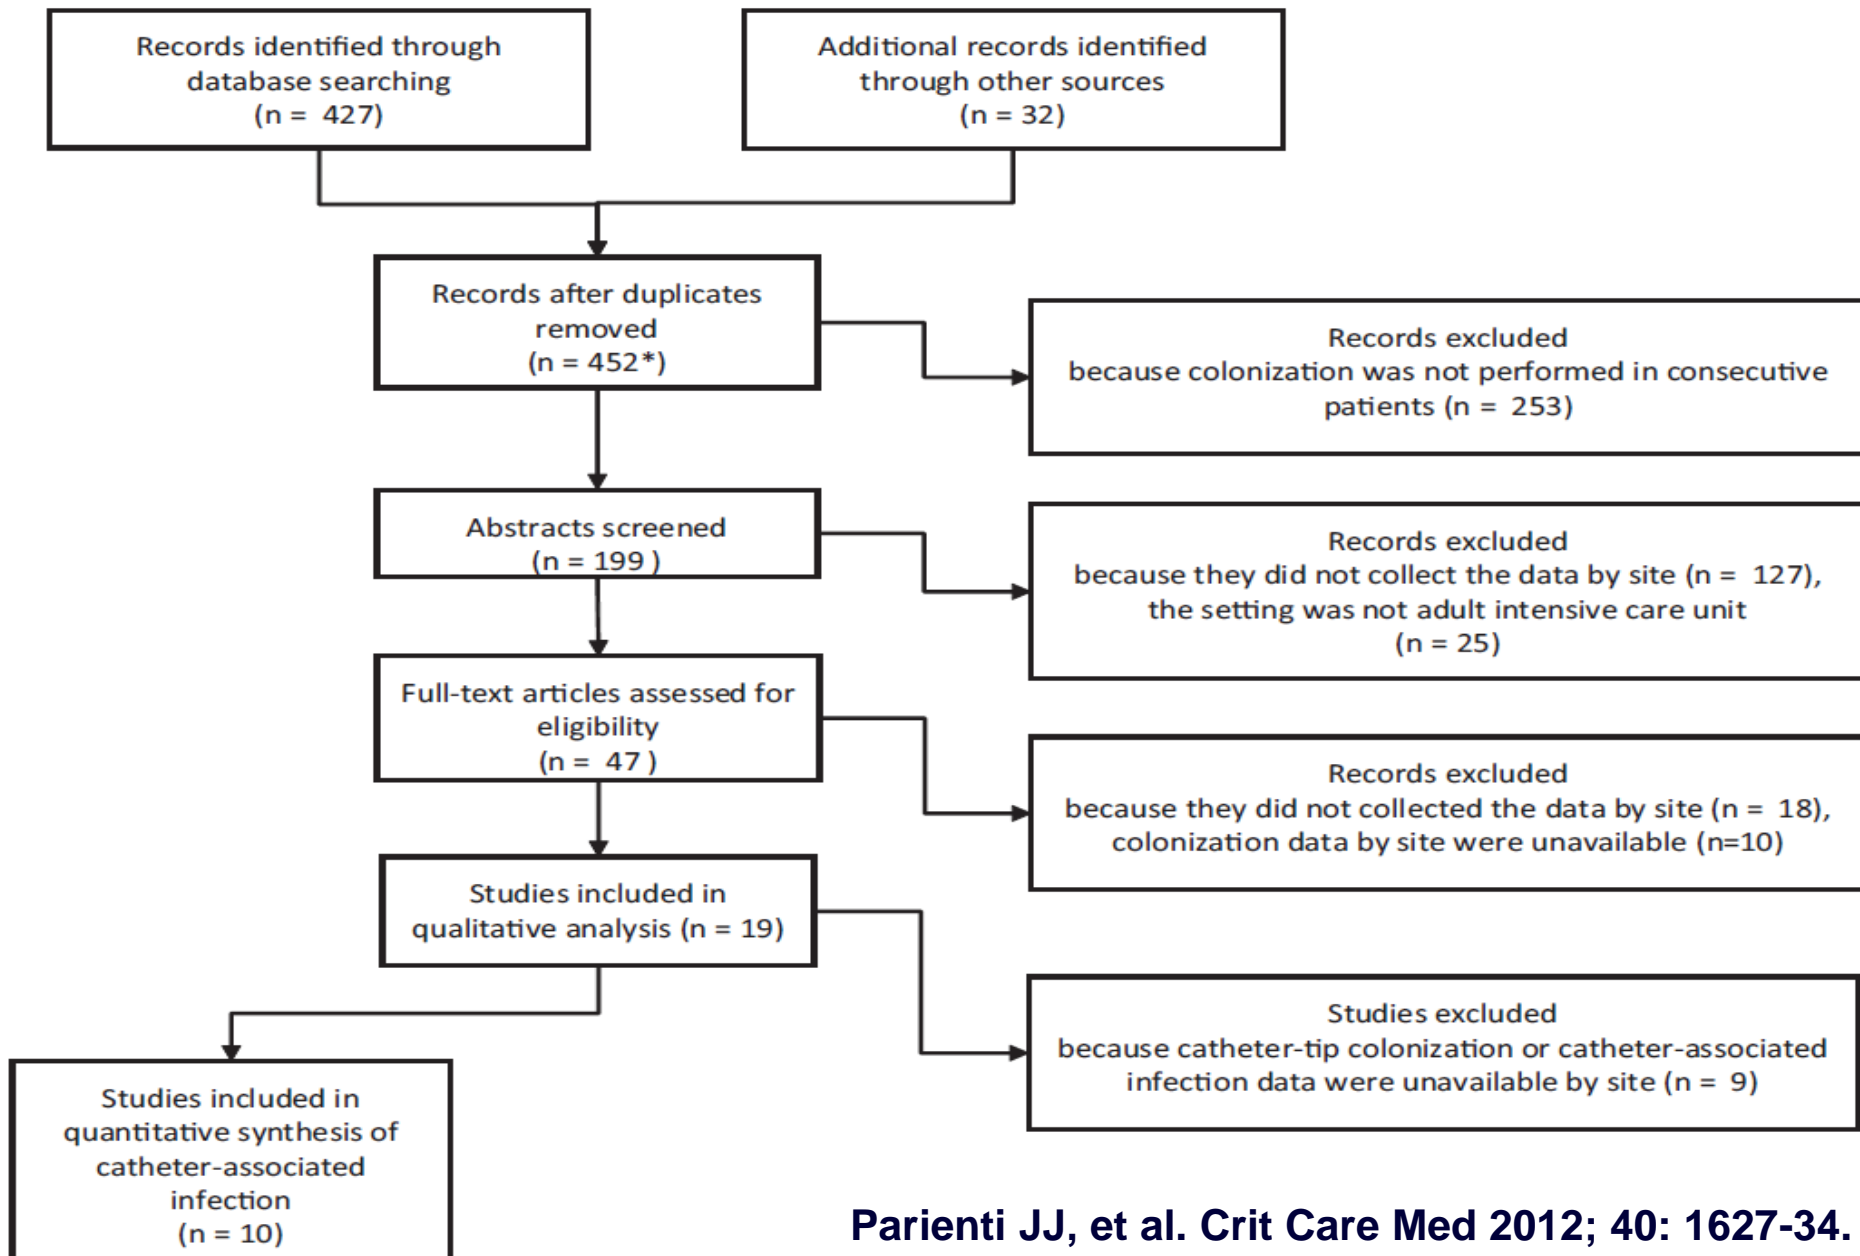 Records identified through
database searching
(n = 427)
Additional records identified
through other sources
(n = 32)
Records after duplicates
removed
(n = 452*)
Records excluded
because colonization was not performed in consecutive
patients (n = 253)
Abstracts screened
(n = 199 )
Records excluded
because they did not collect the data by site (n = 127),
the setting was not adult intensive care unit
(n = 25)
Full-text articles assessed for
eligibility
(n = 47 )
Records excluded
because they did not collected the data by site (n = 18),
colonization data by site were unavailable (n=10)
Studies included in
qualitative analysis (n = 19)
Studies excluded
because catheter-tip colonization or catheter-associated
infection data were unavailable by site (n = 9)
Studies included in
quantitative synthesis of
catheter-associated
infection
(n = 10)
Parienti JJ, et al. Crit Care Med 2012; 40: 1627-34.